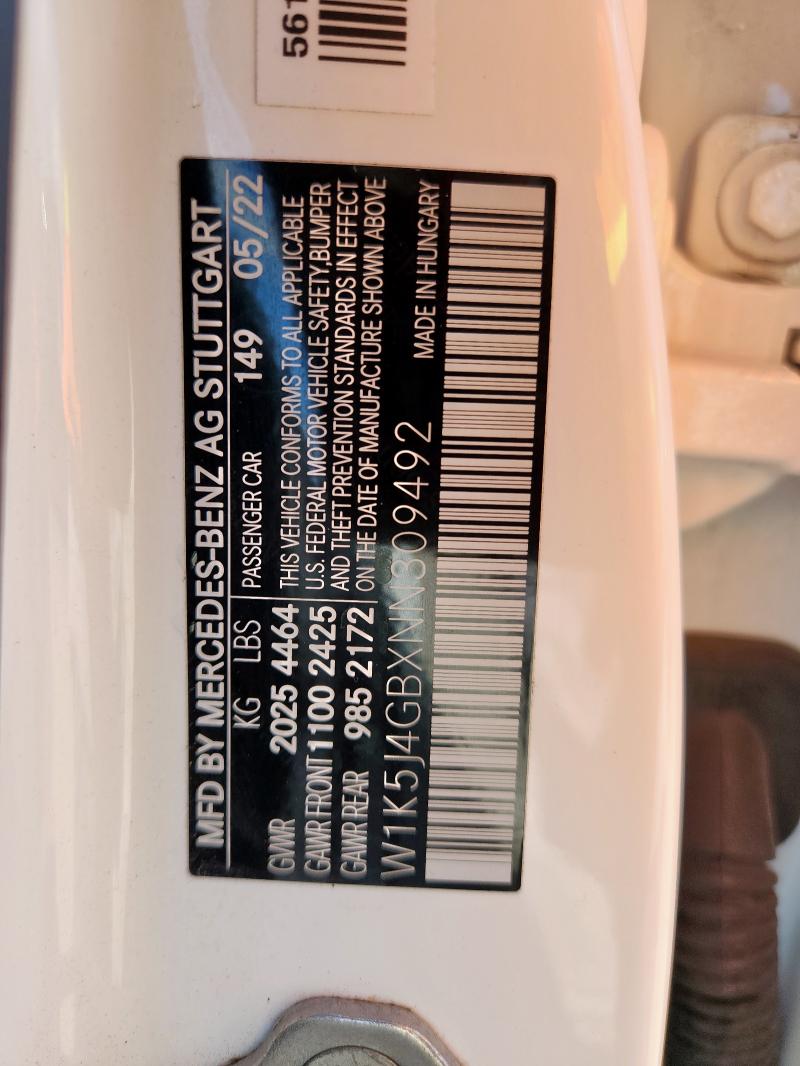 561
MFD BY MERCEDES-BENZ AG STUTTGART
KG LBS PASSENGER CAR 149 05/22
GWR 2025 4464 THIS VEHICLE CONFORMS TO ALL APPLICABLE
GAWR FRONT 1100 2425 U.S. FEDERAL MOTOR VEHICLE SAFETY,BUMPER
GAWR REAR 985 2172 AND THEFT PREVENTION STANDARDS IN EFFECT
ON THE DATE OF MANUFACTURE SHOWN ABOVE
W1K5J4GBXNN309492 MADE IN HUNGARY